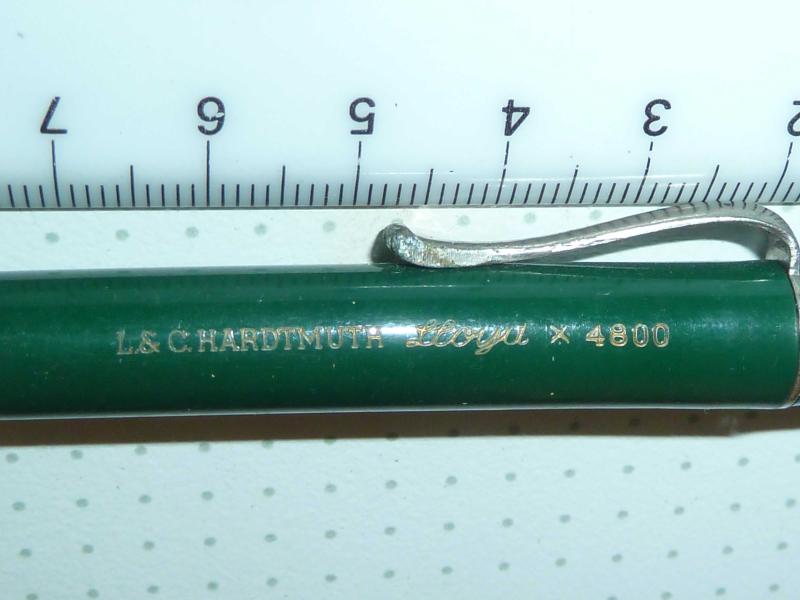 7 6 5 4 3 2
L.& C. HARDTMUTH Lloyd × 4800